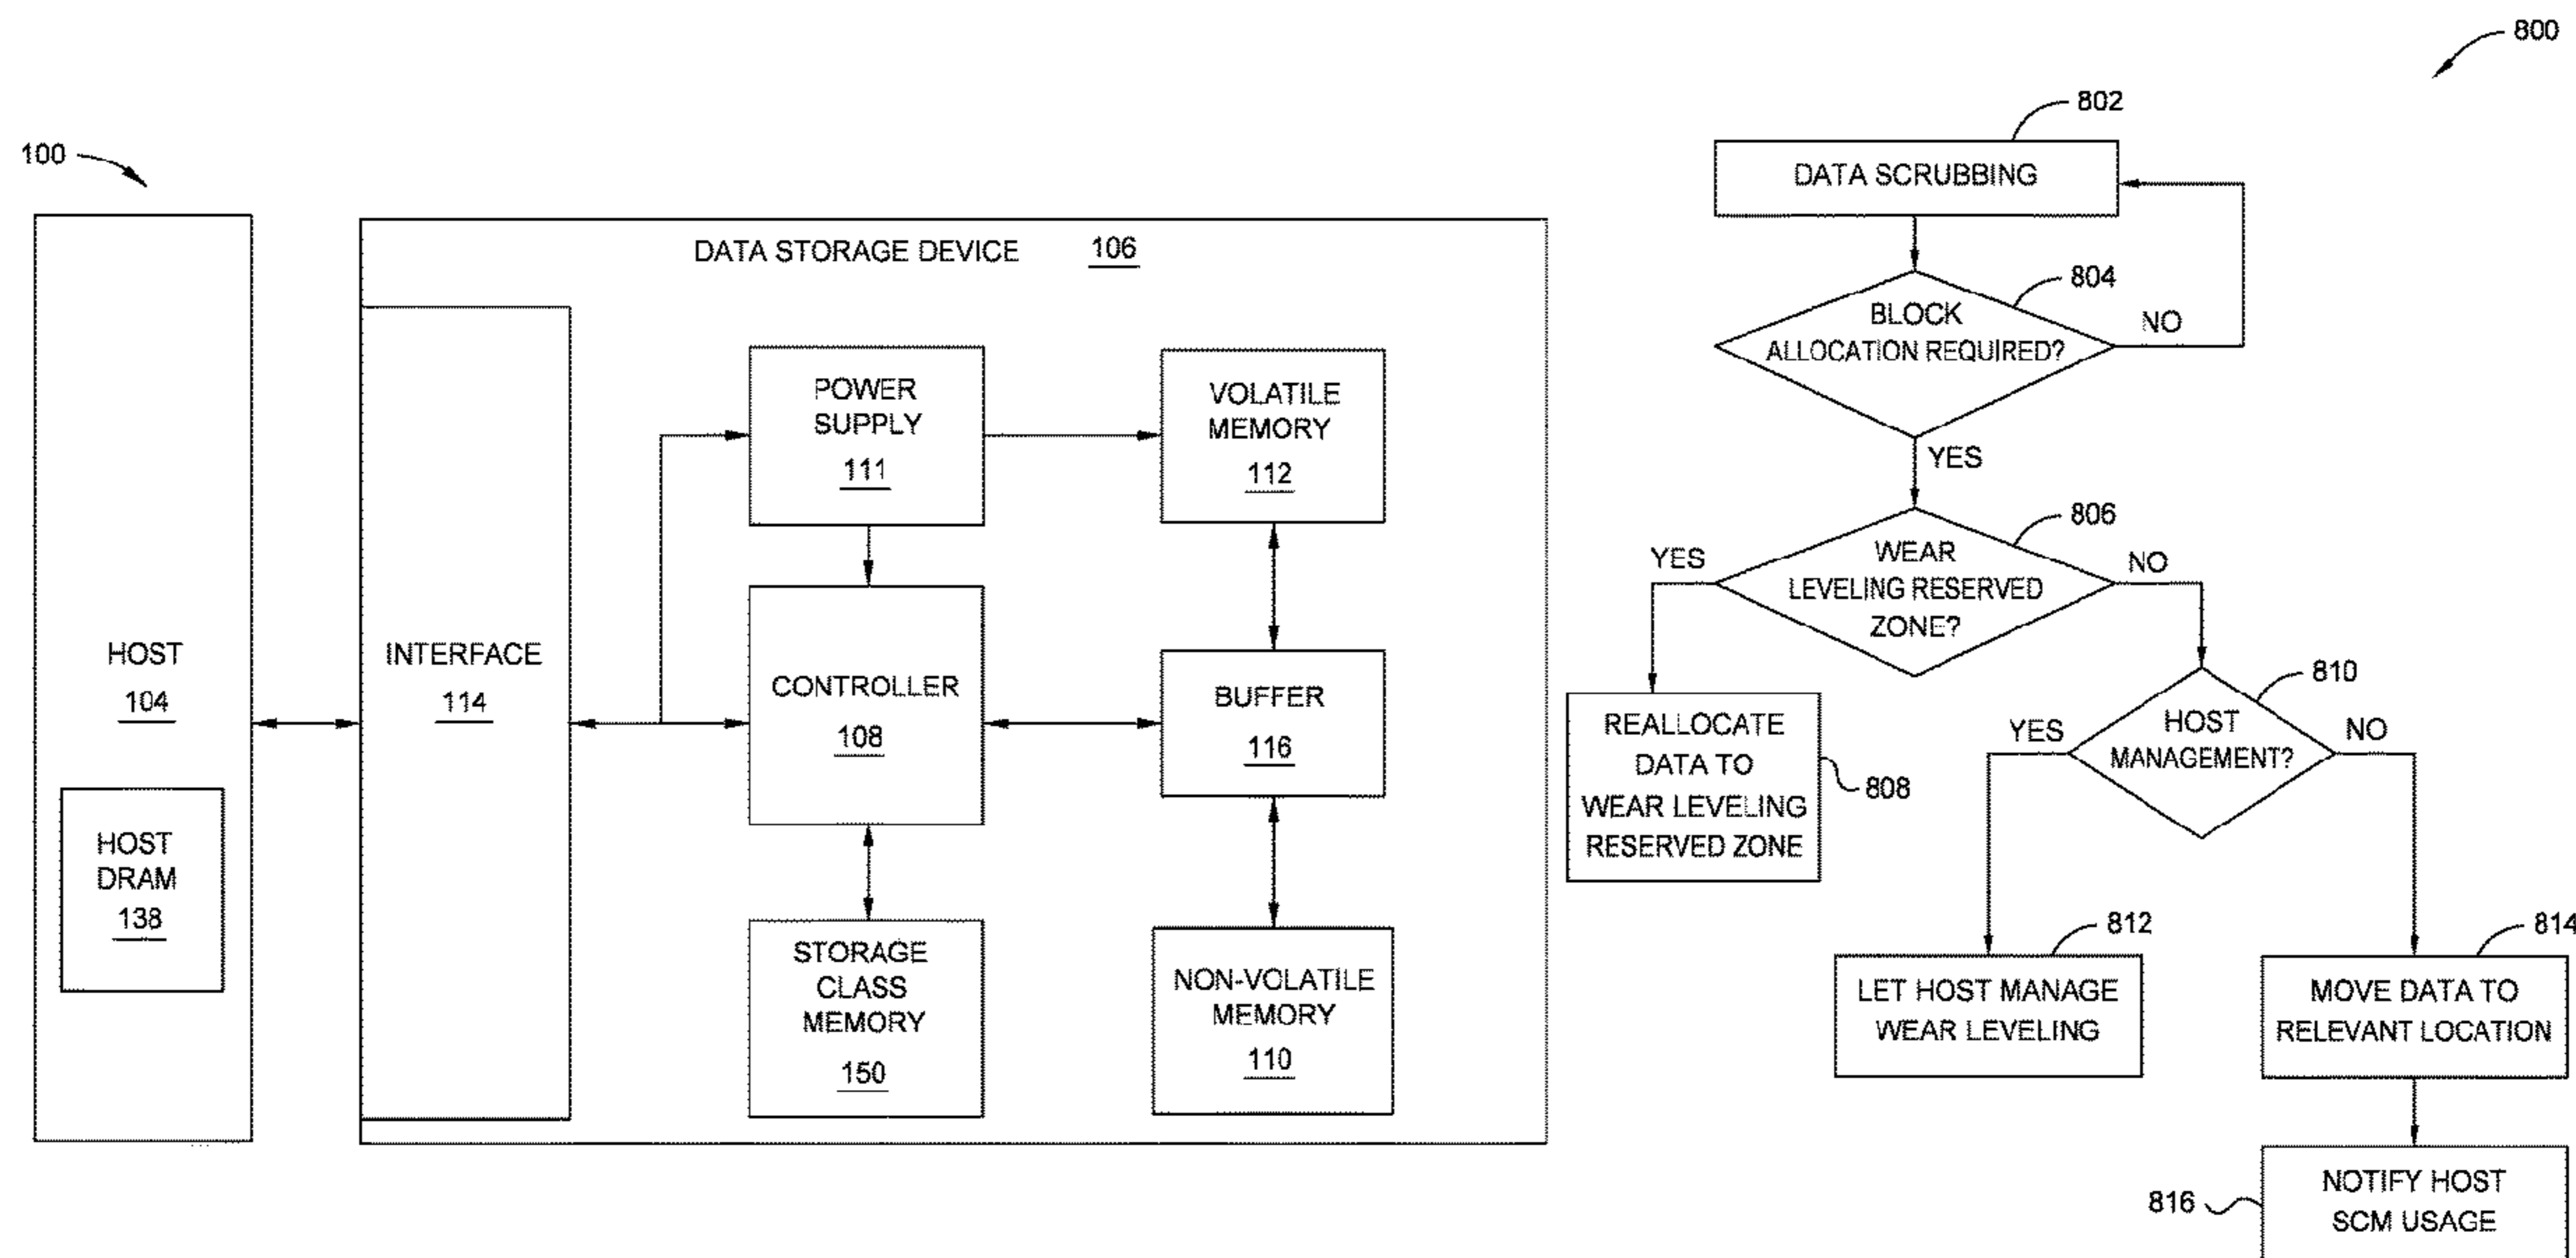 100
HOST
104
HOST
DRAM
138
DATA STORAGE DEVICE 106
INTERFACE
114
POWER
SUPPLY
111
VOLATILE
MEMORY
112
CONTROLLER
108
BUFFER
116
STORAGE
CLASS
MEMORY
150
NON-VOLATILE
MEMORY
110
800
802
DATA SCRUBBING
804
BLOCK
ALLOCATION REQUIRED?
NO
YES
806
WEAR
LEVELING RESERVED
ZONE?
YES
NO
REALLOCATE
DATA TO
WEAR LEVELING
RESERVED ZONE
808
810
HOST
MANAGEMENT?
YES
NO
812
LET HOST MANAGE
WEAR LEVELING
814
MOVE DATA TO
RELEVANT LOCATION
816
NOTIFY HOST
SCM USAGE